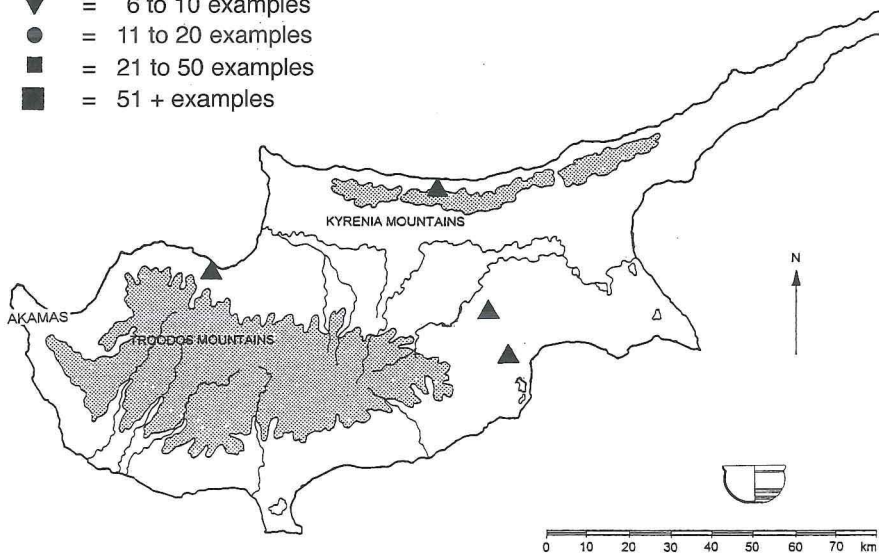 = 6 to 10 examples
= 11 to 20 examples
= 21 to 50 examples
= 51 + examples
KYRENIA MOUNTAINS
N
AKAMAS
TROODOS MOUNTAINS
0 10 20 30 40 50 60 70 km